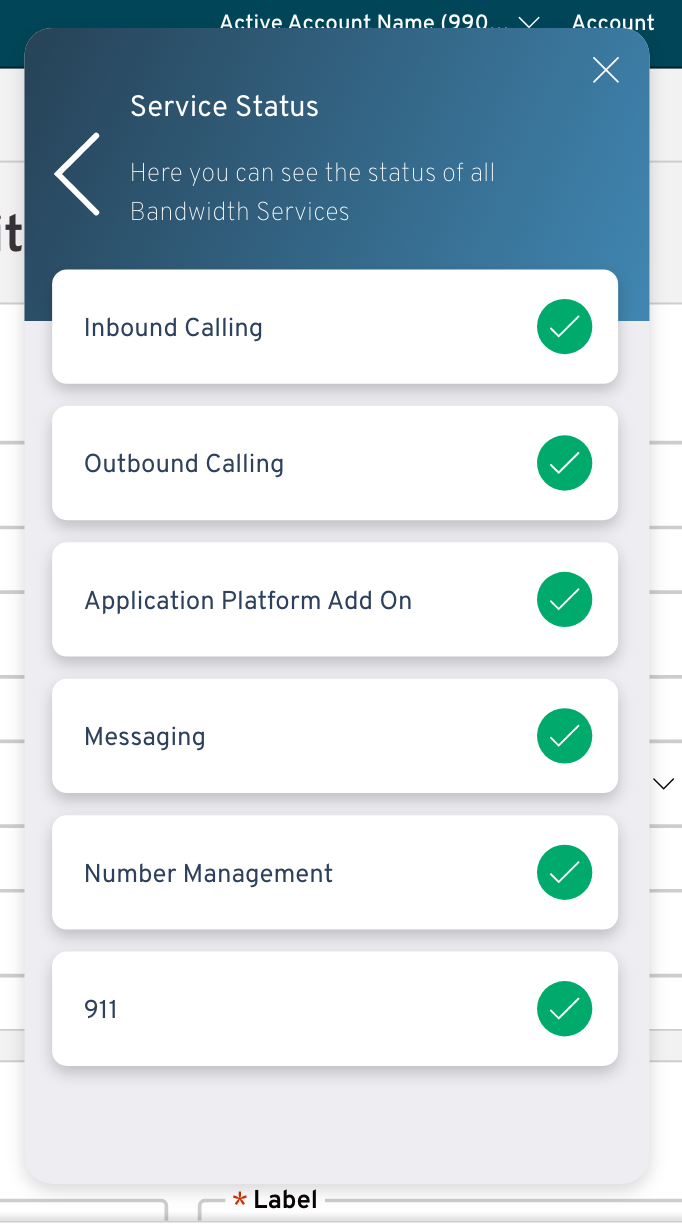 Active Account Name (990... Account
Service Status
Here you can see the status of all
Bandwidth Services
it
Inbound Calling
Outbound Calling
Application Platform Add On
Messaging
Number Management
911
* Label